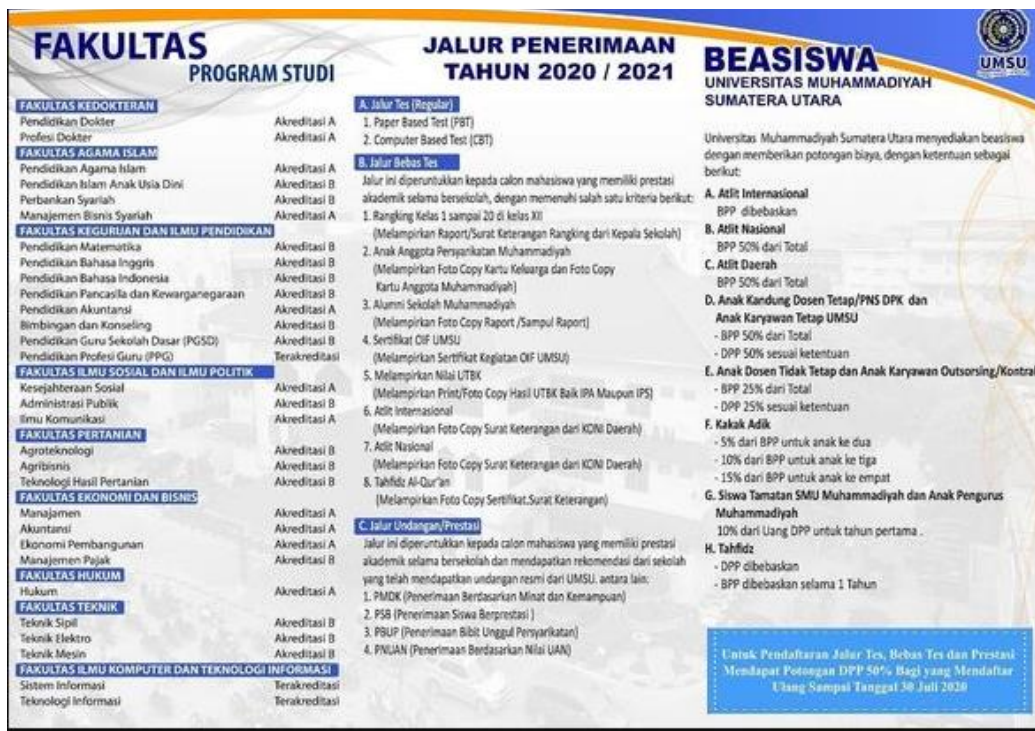 FAKULTAS
PROGRAM STUDI
FAKULTAS KEDOKTERAN
Pendidikan Dokter Akreditasi A
Profesi Dokter Akreditasi A
FAKULTAS AGAMA ISLAM
Pendidikan Agama Islam Akreditasi A
Pendidikan Islam Anak Usia Dini Akreditasi B
Perbankan Syariah Akreditasi B
Manajemen Bisnis Syariah Akreditasi A
FAKULTAS KEGURUAN DAN ILMU PENDIDIKAN
Pendidikan Matematika Akreditasi B
Pendidikan Bahasa Inggris Akreditasi B
Pendidikan Bahasa Indonesia Akreditasi B
Pendidikan Pancasila dan Kewarganegaraan Akreditasi B
Pendidikan Akuntansi Akreditasi A
Bimbingan dan Konseling Akreditasi B
Pendidikan Guru Sekolah Dasar (PGSD) Akreditasi B
Pendidikan Profesi Guru (PPG) Terakreditasi
FAKULTAS ILMU SOSIAL DAN ILMU POLITIK
Kesejahteraan Sosial Akreditasi A
Administrasi Publik Akreditasi B
Ilmu Komunikasi Akreditasi A
FAKULTAS PERTANIAN
Agroteknologi Akreditasi B
Agribisnis Akreditasi B
Teknologi Hasil Pertanian Akreditasi B
FAKULTAS EKONOMI DAN BISNIS
Manajamen Akreditasi A
Akuntansi Akreditasi A
Ekonomi Pembangunan Akreditasi A
Manajemen Pajak Akreditasi B
FAKULTAS HUKUM
Hukum Akreditasi A
FAKULTAS TEKNIK
Teknik Sipil Akreditasi B
Teknik Elektro Akreditasi B
Teknik Mesin Akreditasi B
FAKULTAS ILMU KOMPUTER DAN TEKNOLOGI INFORMASI
Sistem Informasi Terakreditasi
Teknologi Informasi Terakreditasi
JALUR PENERIMAAN
TAHUN 2020 / 2021
A. Jalur Tes (Regular)
1. Paper Based Test (PBT)
2. Computer Based Test (CBT)
B. Jalur Bebas Tes
Jalur ini diperuntukkan kepada calon mahasiswa yang memiliki prestasi
akademik selama bersekolah, dengan memenuhi salah satu kriteria berikut:
1. Rangking Kelas 1 sampai 20 di kelas XII
(Melampirkan Raport/Surat Keterangan Rangking dari Kepala Sekolah)
2. Anak Anggota Persyarikatan Muhammadiyah
(Melampirkan Foto Copy Kartu Keluarga dan Foto Copy
Kartu Anggota Muhammadiyah)
3. Alumni Sekolah Muhammadiyah
(Melampirkan Foto Copy Raport /Sampul Raport)
4. Sertifikat OIF UMSU
(Melampirkan Sertifikat Kegiatan OIF UMSU)
5. Melampirkan Nilai UTBK
(Melampirkan Print/Foto Copy Hasil UTBK Baik IPA Maupun IPS)
6. Atlit Internasional
(Melampirkan Foto Copy Surat Keterangan dari KONI Daerah)
7. Atlit Nasional
(Melampirkan Foto Copy Surat Keterangan dari KONI Daerah)
8. Tahfidz Al-Qur'an
(Melampirkan Foto Copy Sertifikat.Surat Keterangan)
C. Jalur Undangan/Prestasi
Jalur ini diperuntukkan kepada calon mahasiswa yang memiliki prestasi
akademik selama bersekolah dan mendapatkan rekomendasi dari sekolah
yang telah mendapatkan undangan resmi dari UMSU. antara lain:
1. PMDK (Penerimaan Berdasarkan Minat dan Kemampuan)
2. PSB (Penerimaan Siswa Berprestasi )
3. PBUP (Penerimaan Bibit Unggul Persyarikatan)
4. PNUAN (Penerimaan Berdasarkan Nilai UAN)
UMSU
BEASISWA
UNIVERSITAS MUHAMMADIYAH
SUMATERA UTARA
Universitas Muhammadiyah Sumatera Utara menyediakan beasiswa
dengan memberikan potongan biaya, dengan ketentuan sebagai
berikut:
A. Atlit Internasional
BPP dibebaskan
B. Atlit Nasional
BPP 50% dari Total
C. Atlit Daerah
BPP 50% dari Total
D. Anak Kandung Dosen Tetap/PNS DPK dan
Anak Karyawan Tetap UMSU
- BPP 50% dari Total
- DPP 50% sesuai ketentuan
E. Anak Dosen Tidak Tetap dan Anak Karyawan Outsorsing/Kontrak
- BPP 25% dari Total
- DPP 25% sesuai ketentuan
F. Kakak Adik
- 5% dari BPP untuk anak ke dua
- 10% dari BPP untuk anak ke tiga
- 15% dari BPP untuk anak ke empat
G. Siswa Tamatan SMU Muhammadiyah dan Anak Pengurus
Muhammadiyah
10% dari Uang DPP untuk tahun pertama .
H. Tahfidz
- DPP dibebaskan
- BPP dibebaskan selama 1 Tahun
Untuk Pendaftaran Jalur Tes, Bebas Tes dan Prestasi
Mendapat Potongan DPP 50% Bagi yang Mendaftar
Ulang Sampai Tanggal 30 Juli 2020